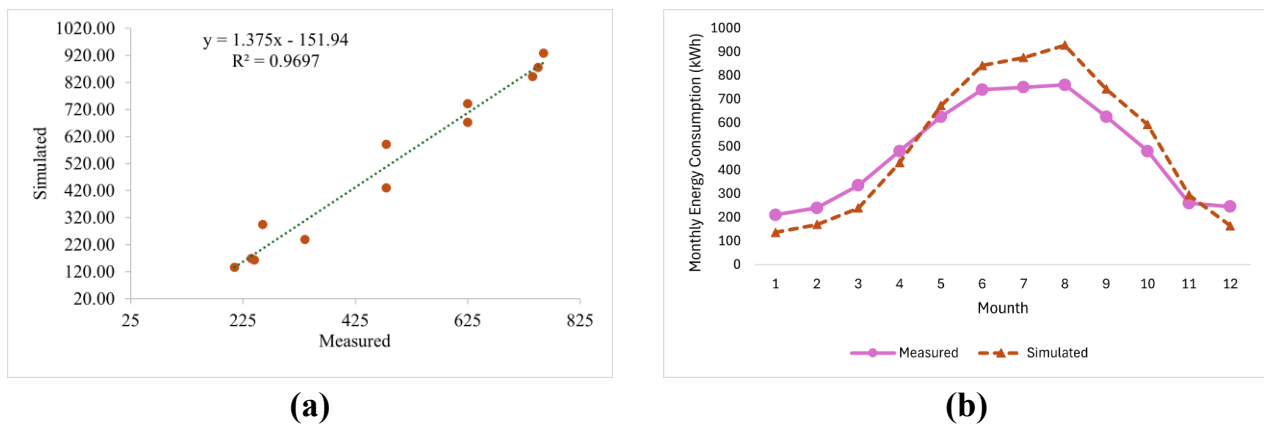 y = 1.375x - 151.94
R² = 0.9697
Simulated
1020.00
920.00
820.00
720.00
620.00
520.00
420.00
320.00
220.00
120.00
20.00
25 225 425 625 825
Measured
(a)
Monthly Energy Consumption (kWh)
1000
900
800
700
600
500
400
300
200
100
0
1 2 3 4 5 6 7 8 9 10 11 12
Mounth
Measured Simulated
(b)